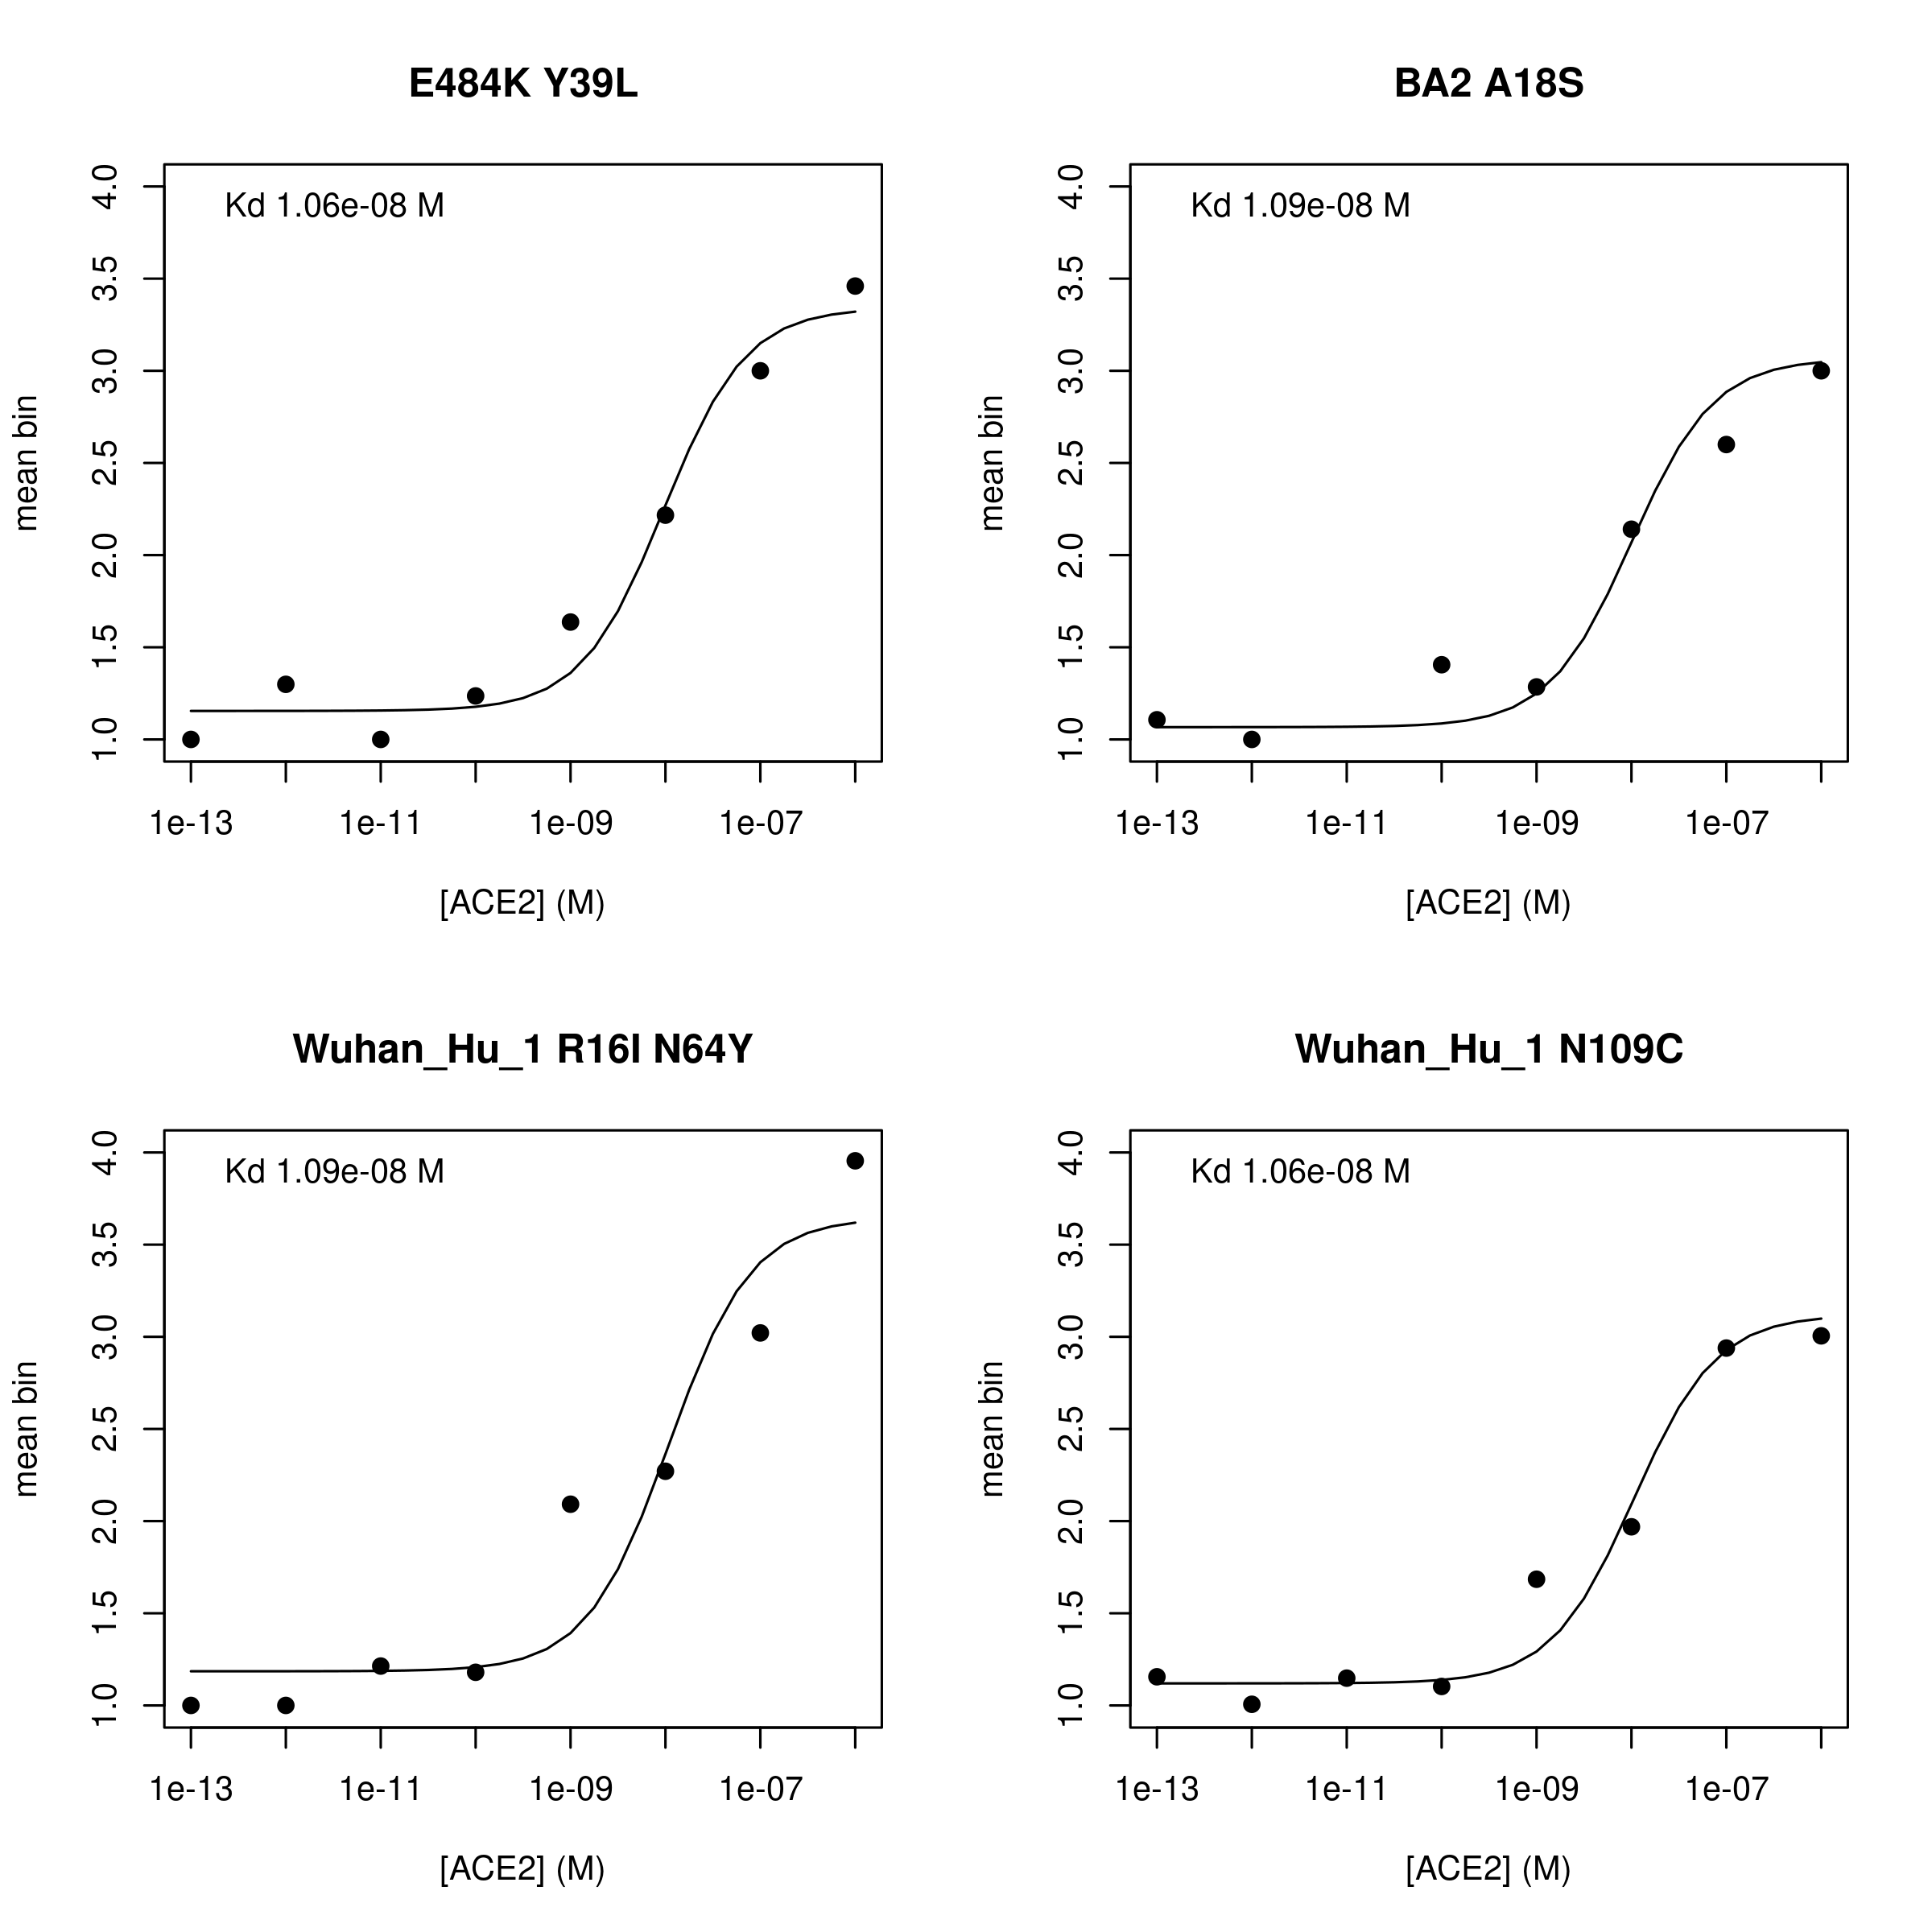 E484K Y39L
Kd 1.06e-08 M
mean bin
4.0
3.5
3.0
2.5
2.0
1.5
1.0
1e-13 1e-11 1e-09 1e-07
[ACE2] (M)
BA2 A18S
Kd 1.09e-08 M
mean bin
4.0
3.5
3.0
2.5
2.0
1.5
1.0
1e-13 1e-11 1e-09 1e-07
[ACE2] (M)
Wuhan_Hu_1 R16I N64Y
Kd 1.09e-08 M
mean bin
4.0
3.5
3.0
2.5
2.0
1.5
1.0
1e-13 1e-11 1e-09 1e-07
[ACE2] (M)
Wuhan_Hu_1 N109C
Kd 1.06e-08 M
mean bin
4.0
3.5
3.0
2.5
2.0
1.5
1.0
1e-13 1e-11 1e-09 1e-07
[ACE2] (M)